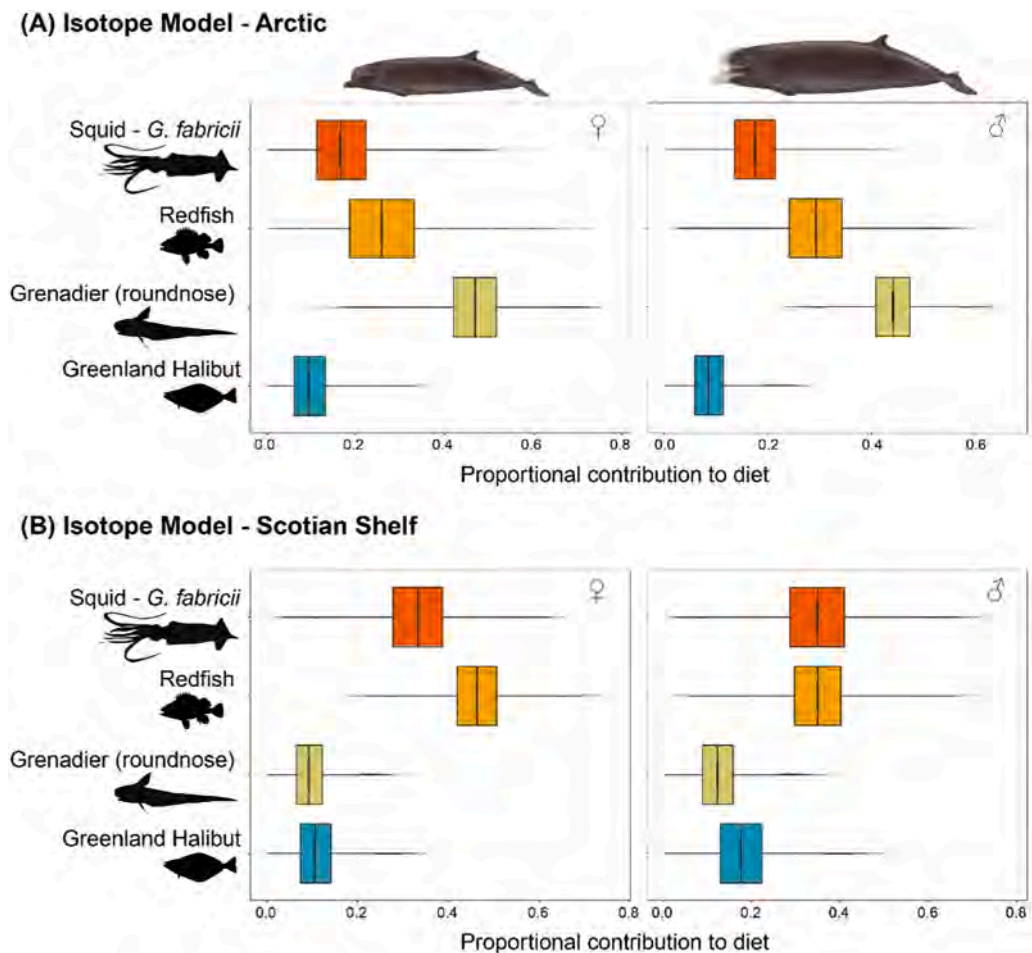 (A) Isotope Model - Arctic
♀
♂
Squid - G. fabricii
Redfish
Grenadier (roundnose)
Greenland Halibut
0.0 0.2 0.4 0.6 0.8
0.0 0.2 0.4 0.6
Proportional contribution to diet
(B) Isotope Model - Scotian Shelf
♀
♂
Squid - G. fabricii
Redfish
Grenadier (roundnose)
Greenland Halibut
0.0 0.2 0.4 0.6 0.8
0.0 0.2 0.4 0.6 0.8
Proportional contribution to diet